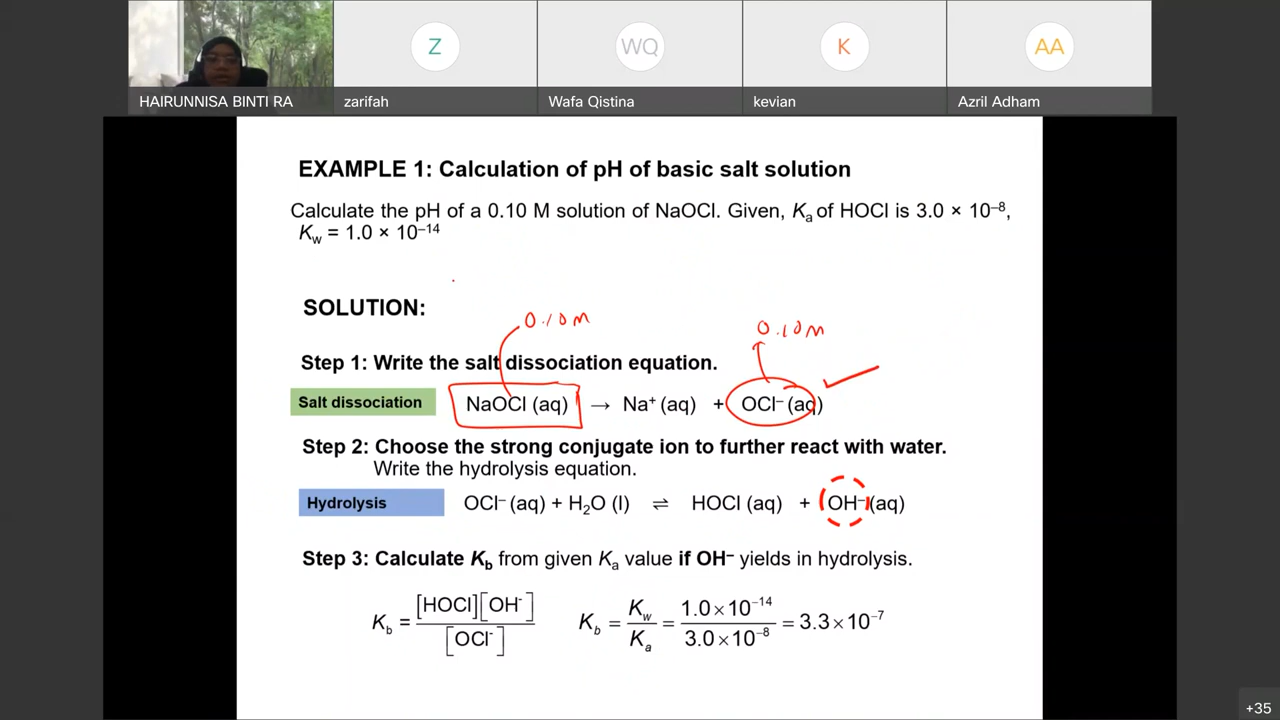 Z
WQ
K
AA
HAIRUNNISA BINTI RA
zarifah
Wafa Qistina
kevian
Azril Adham
EXAMPLE 1: Calculation of pH of basic salt solution
Calculate the pH of a 0.10 M solution of NaOCl. Given, Kₐ of HOCl is 3.0 × 10⁻⁸,
K_w = 1.0 × 10⁻¹⁴
SOLUTION:
0.10M
0.10M
Step 1: Write the salt dissociation equation.
Salt dissociation NaOCl (aq) → Na⁺ (aq) + OCl⁻ (aq)
Step 2: Choose the strong conjugate ion to further react with water.
Write the hydrolysis equation.
Hydrolysis OCl⁻ (aq) + H₂O (l) ⇌ HOCl (aq) + OH⁻ (aq)
Step 3: Calculate K_b from given Kₐ value if OH⁻ yields in hydrolysis.
K_b = [HOCl][OH⁻] / [OCl⁻] K_b = K_w / Kₐ = 1.0×10⁻¹⁴ / 3.0×10⁻⁸ = 3.3×10⁻⁷
+35